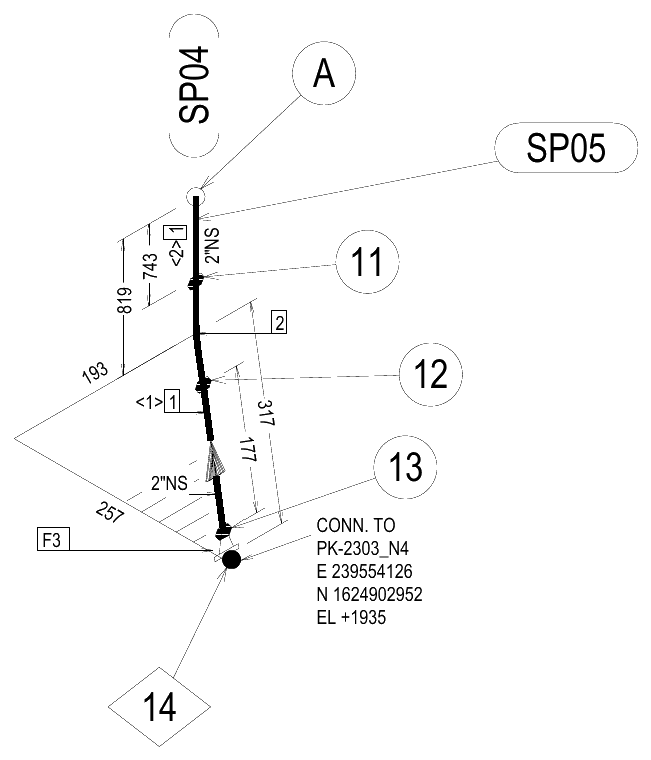 SP04
A
SP05
<2> 1
2"NS
743
819
11
2
193
12
<1> 1
317
177
13
2"NS
257
F3
CONN. TO
PK-2303_N4
E 239554126
N 1624902952
EL +1935
14